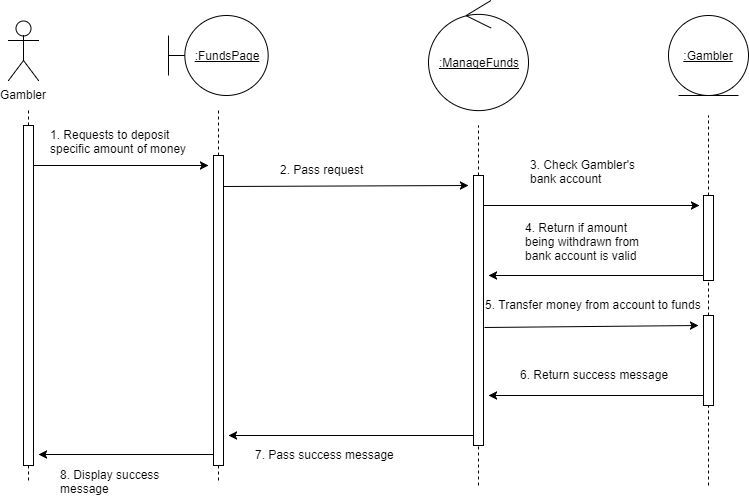 :FundsPage
:ManageFunds
:Gambler
Gambler
1. Requests to deposit
specific amount of money
2. Pass request
3. Check Gambler's
bank account
4. Return if amount
being withdrawn from
bank account is valid
5. Transfer money from account to funds
6. Return success message
7. Pass success message
8. Display success
message